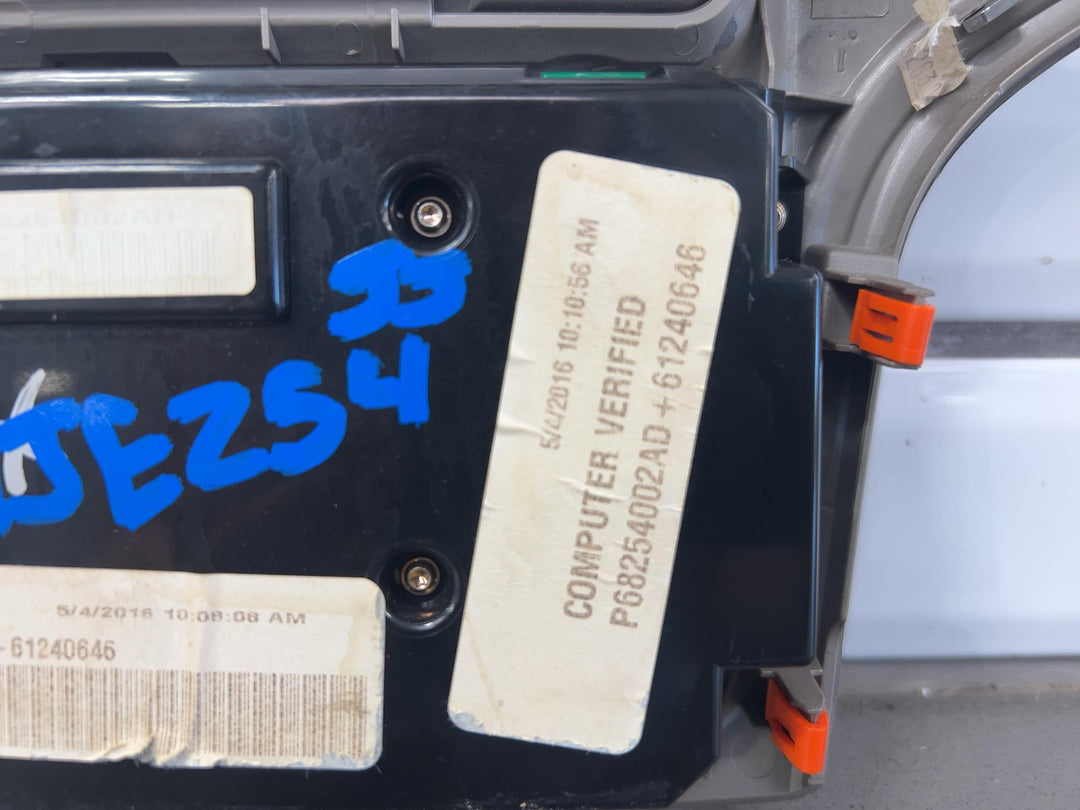 5/4/2016 10:10:56 AM
COMPUTER VERIFIED
P68254002AD + 61240646
JE254
5/4/2016 10:08:08 AM
- 61240646